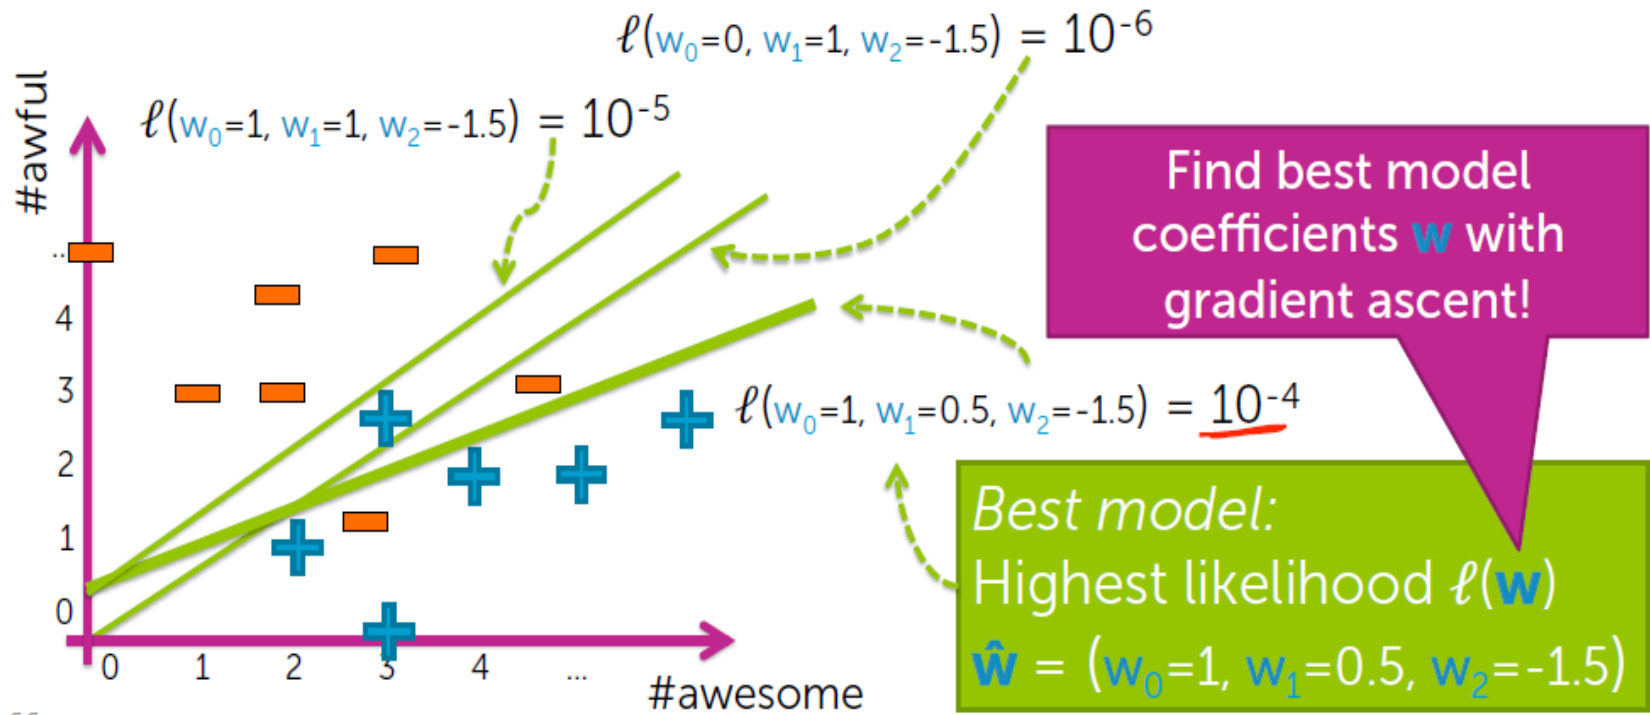 ℓ(w₀=0, w₁=1, w₂=-1.5) = 10⁻⁶
#awful
ℓ(w₀=1, w₁=1, w₂=-1.5) = 10⁻⁵
Find best model
coefficients w with
gradient ascent!
..
4
3
2
1
0
ℓ(w₀=1, w₁=0.5, w₂=-1.5) = 10⁻⁴
Best model:
Highest likelihood ℓ(w)
ŵ = (w₀=1, w₁=0.5, w₂=-1.5)
0 1 2 3 4 ...
#awesome